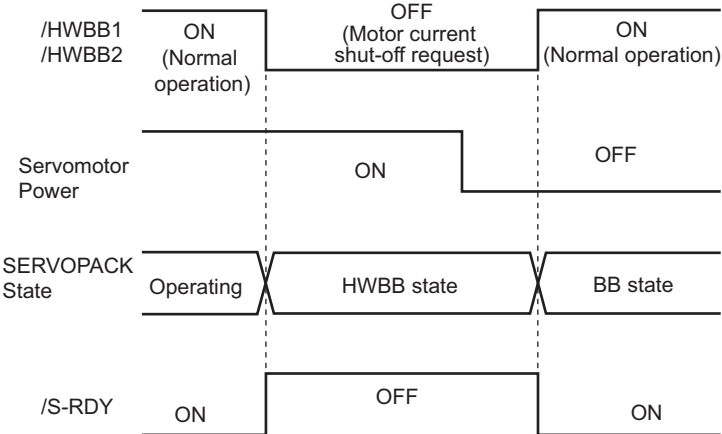 /HWBB1
/HWBB2
ON
(Normal
operation)
OFF
(Motor current
shut-off request)
ON
(Normal operation)
Servomotor
Power
ON
OFF
SERVOPACK
State
Operating
HWBB state
BB state
/S-RDY
ON
OFF
ON